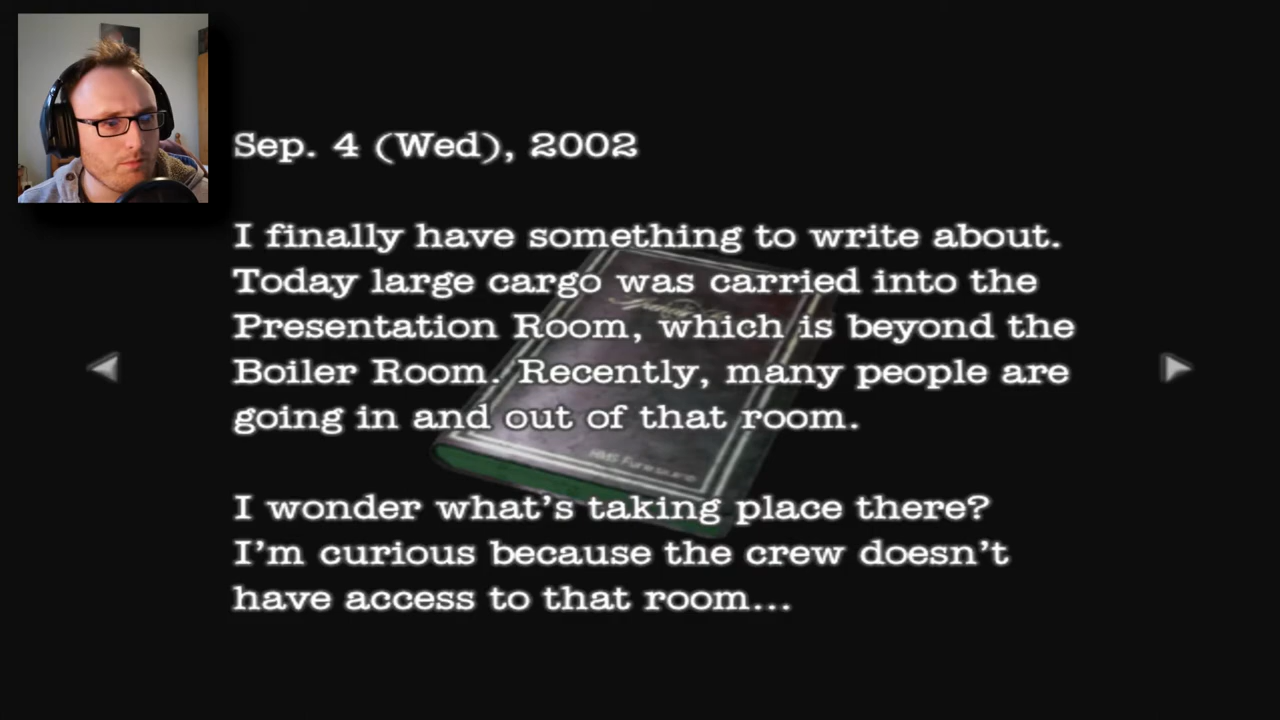 Sep. 4 (Wed), 2002
I finally have something to write about.
Today large cargo was carried into the
Presentation Room, which is beyond the
Boiler Room. Recently, many people are
going in and out of that room.
I wonder what's taking place there?
I'm curious because the crew doesn't
have access to that room...